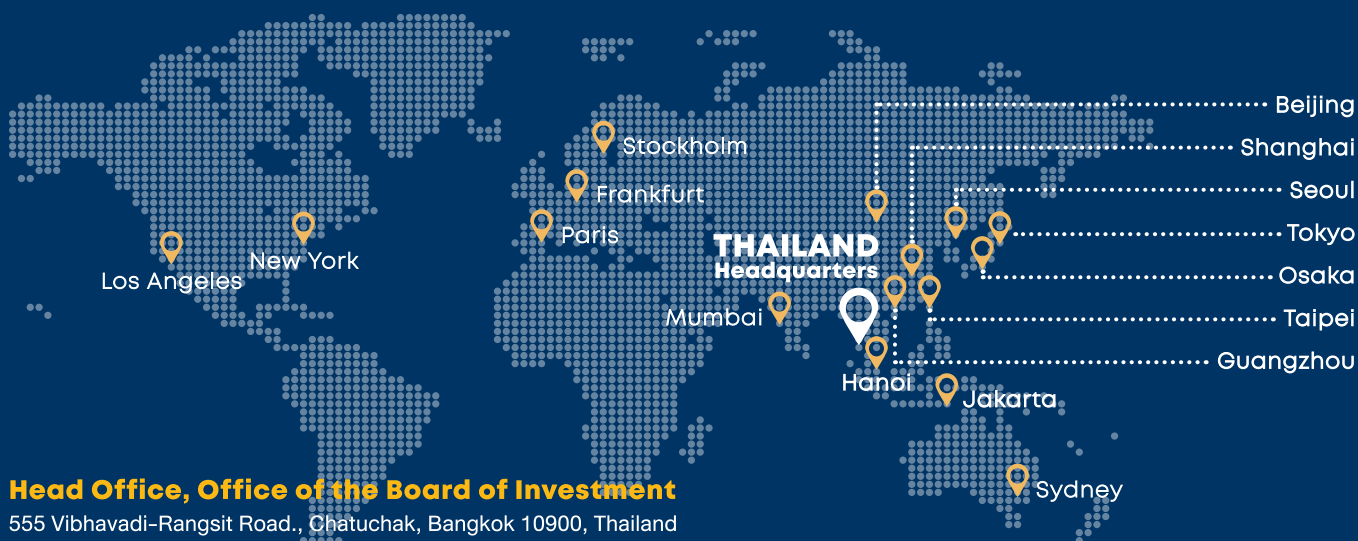 Beijing
Shanghai
Stockholm
Seoul
Frankfurt
Tokyo
Paris
THAILAND
Headquarters
New York
Los Angeles
Osaka
Mumbai
Taipei
Guangzhou
Hanoi
Jakarta
Sydney
Head Office, Office of the Board of Investment
555 Vibhavadi-Rangsit Road., Chatuchak, Bangkok 10900, Thailand